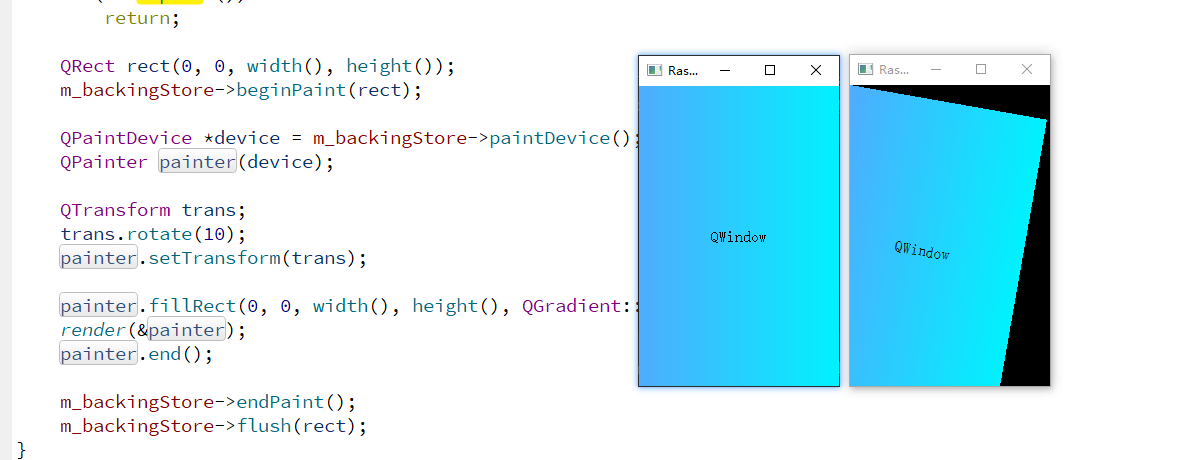 return;
QRect rect(0, 0, width(), height());
m_backingStore->beginPaint(rect);
QPaintDevice *device = m_backingStore->paintDevice();
QPainter painter(device);
QTransform trans;
trans.rotate(10);
painter.setTransform(trans);
painter.fillRect(0, 0, width(), height(), QGradient:
render(&painter);
painter.end();
m_backingStore->endPaint();
m_backingStore->flush(rect);
}
Ras...
QWindow
Ras...
QWindow